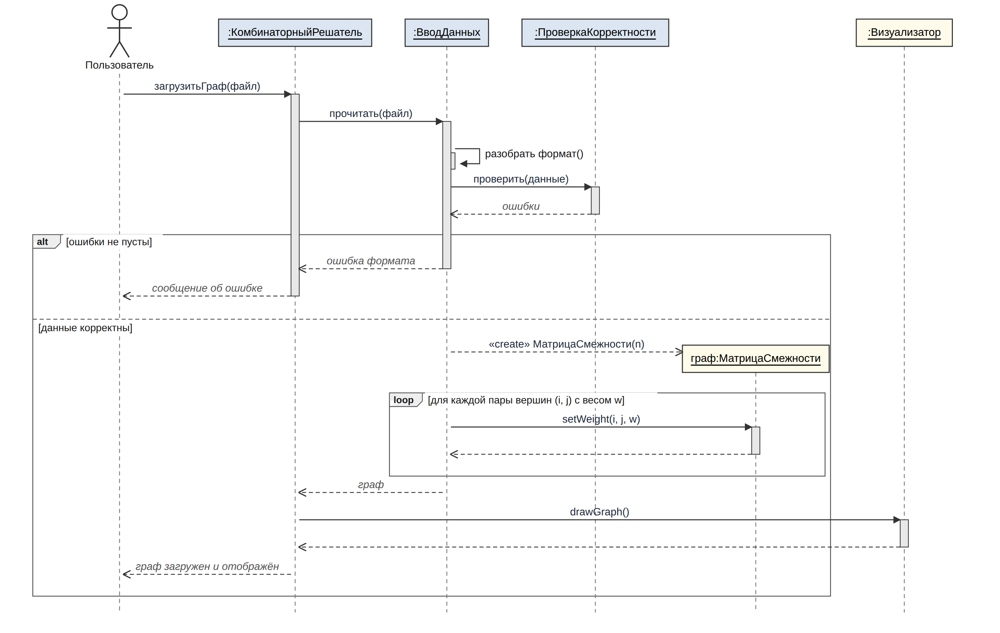 :КомбинаторныйРешатель
:ВводДанных
:ПроверкаКорректности
:Визуализатор
Пользователь
загрузитьГраф(файл)
прочитать(файл)
разобрать формат()
проверить(данные)
ошибки
alt
[ошибки не пусты]
ошибка формата
сообщение об ошибке
[данные корректны]
«create» МатрицаСмежности(n)
граф:МатрицаСмежности
loop
[для каждой пары вершин (i, j) с весом w]
setWeight(i, j, w)
граф
drawGraph()
граф загружен и отображён